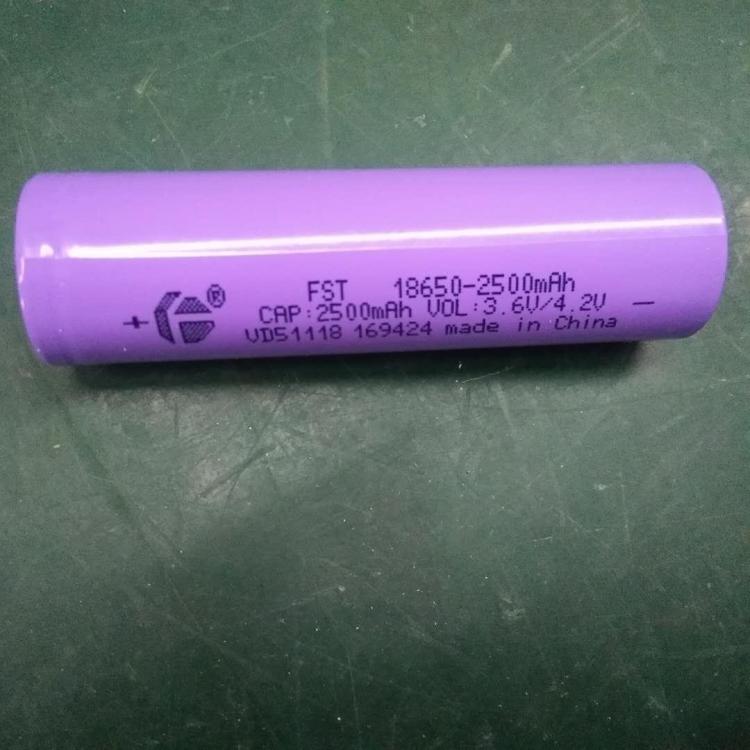 FST 18650-2500mAh
+ ® CAP:2500mAh VOL:3.6V/4.2V -
VD51118 169424 made in China